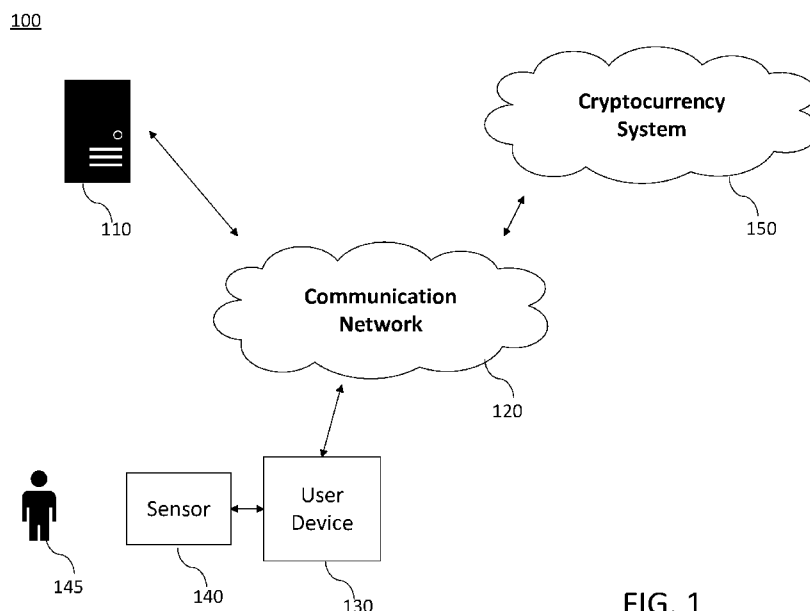 100
Cryptocurrency
System
110
150
Communication
Network
120
Sensor
User
Device
145
140
130
FIG. 1